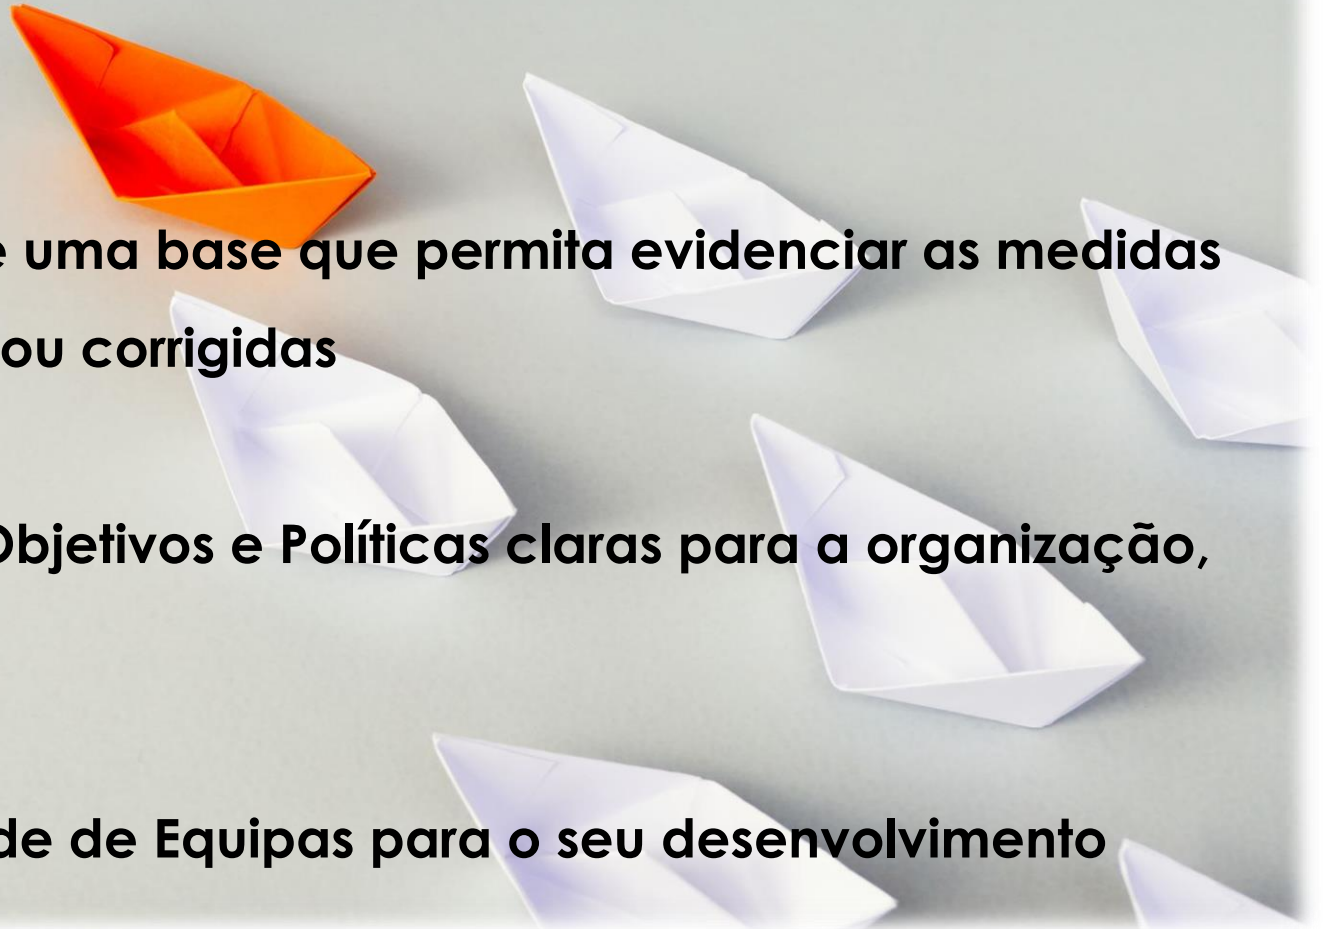 uma base que permita evidenciar as medidas
ou corrigidas
Objetivos e Políticas claras para a organização,
de Equipas para o seu desenvolvimento